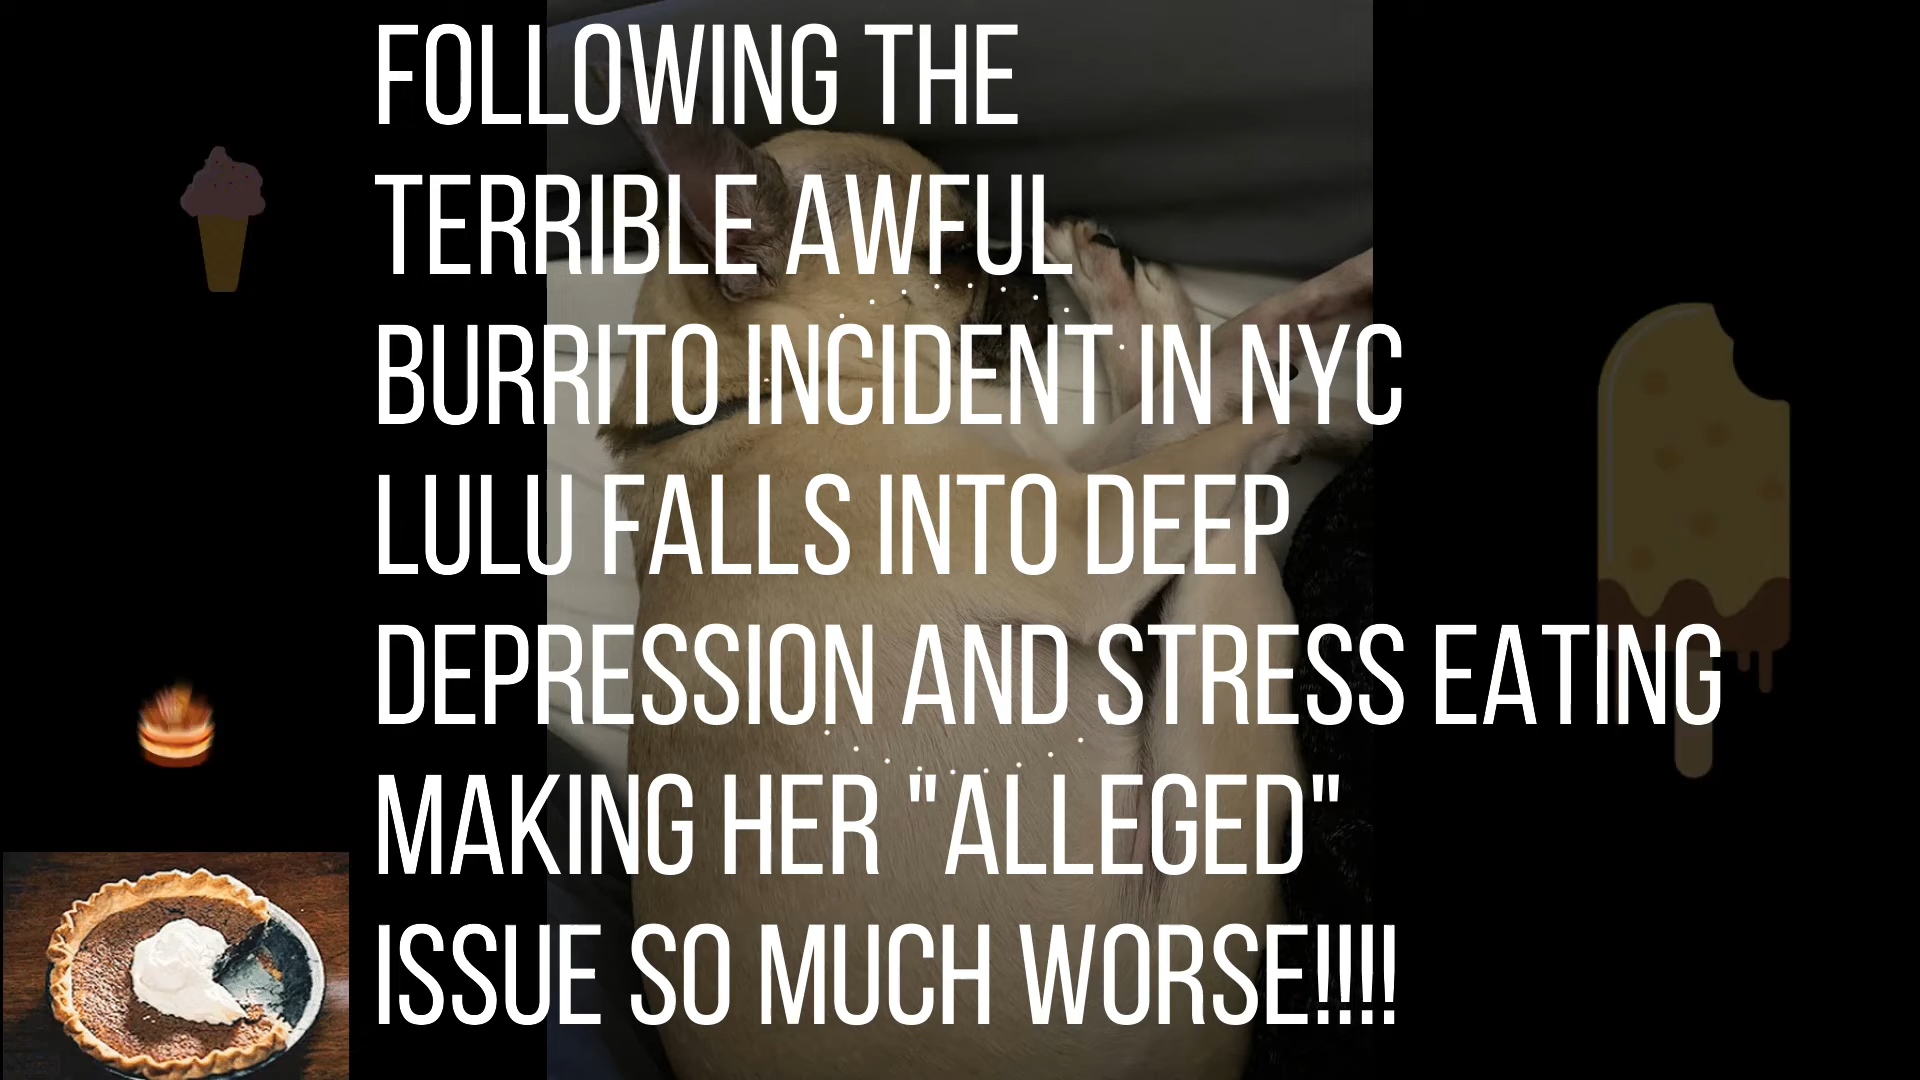 FOLLOWING THE
TERRIBLE AWFUL
BURRITO INCIDENT IN NYC
LULU FALLS INTO DEEP
DEPRESSION AND STRESS EATING
MAKING HER "ALLEGED"
ISSUE SO MUCH WORSE!!!!